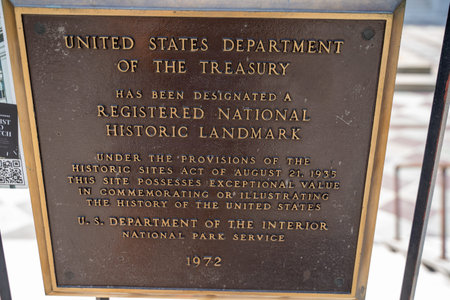 UNITED STATES DEPARTMENT
OF THE TREASURY
HAS BEEN DESIGNATED A
REGISTERED NATIONAL
HISTORIC LANDMARK
UNDER THE PROVISIONS OF THE
HISTORIC SITES ACT OF AUGUST 21, 1935
THIS SITE POSSESSES EXCEPTIONAL VALUE
IN COMMEMORATING OR ILLUSTRATING
THE HISTORY OF THE UNITED STATES
U. S. DEPARTMENT OF THE INTERIOR
NATIONAL PARK SERVICE
1972